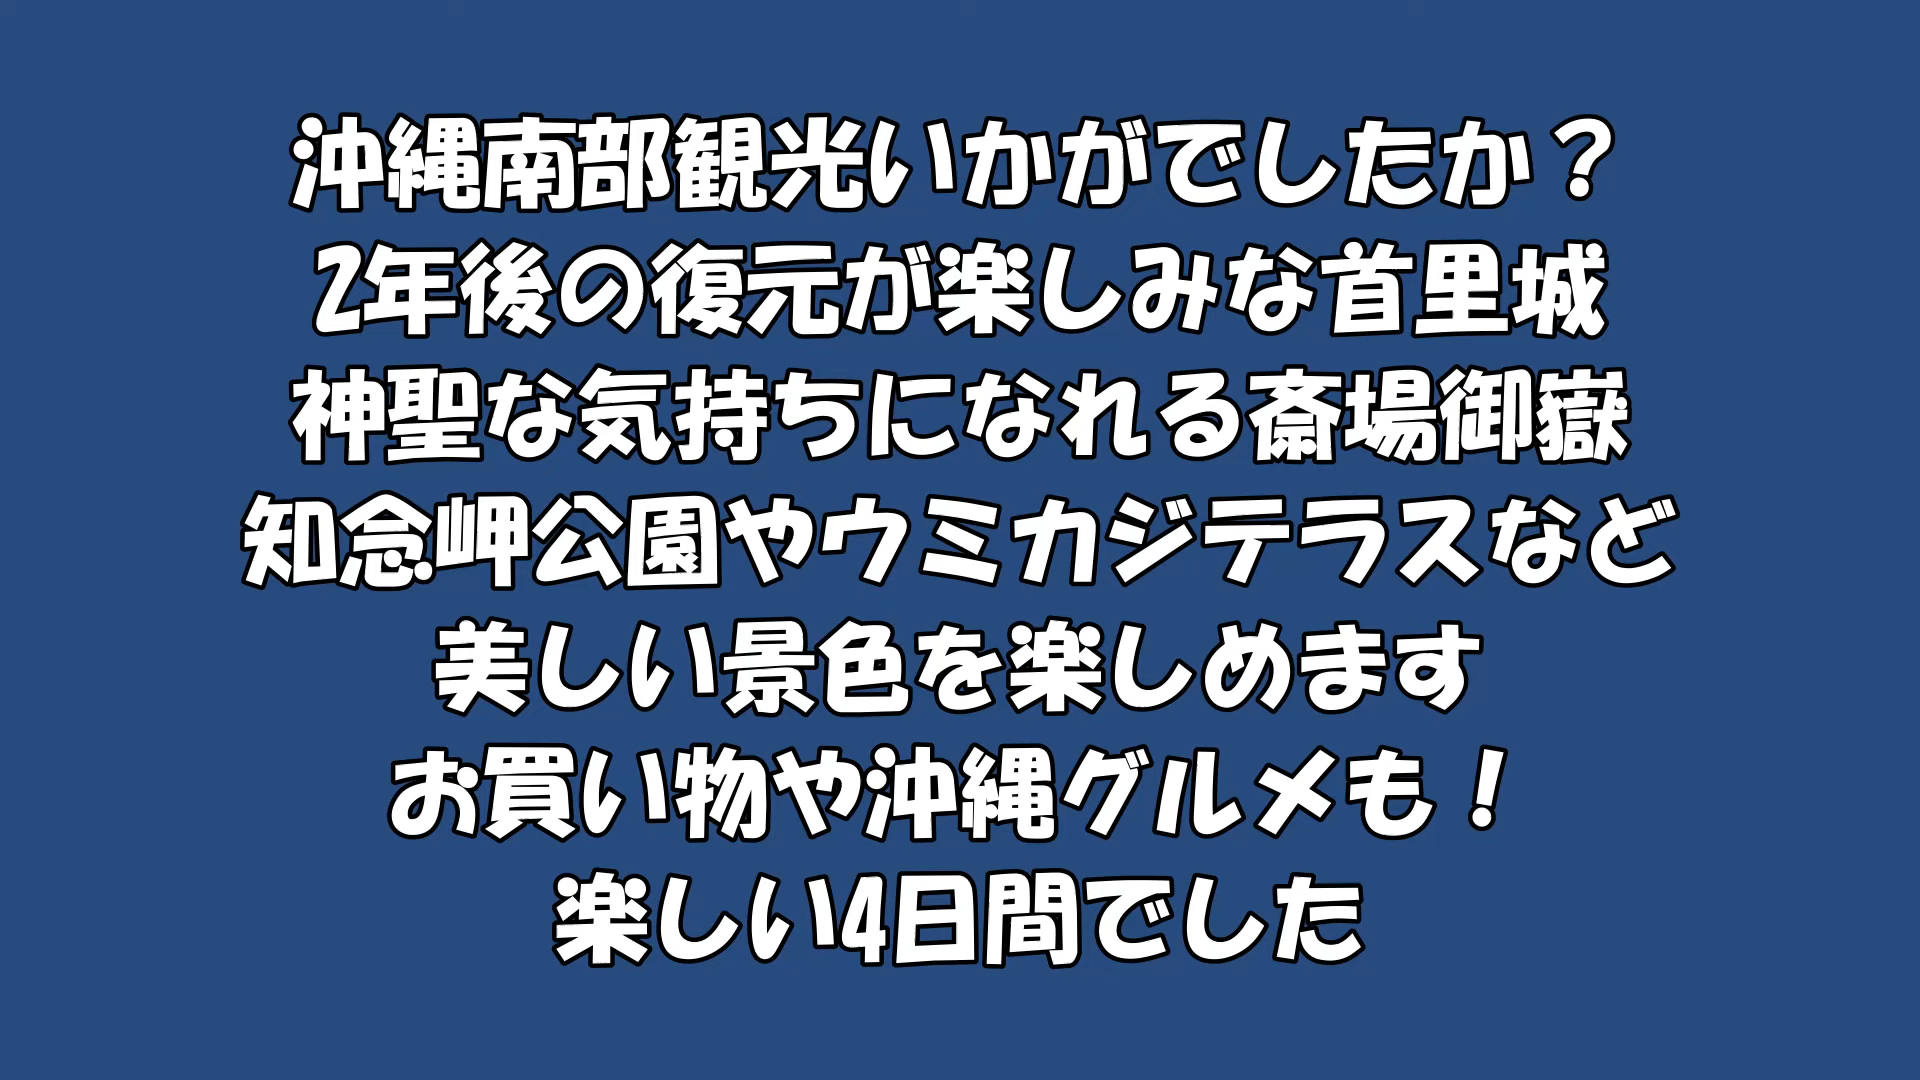 沖縄南部観光いかがでしたか？
2年後の復元が楽しみな首里城
神聖な気持ちになれる斎場御嶽
知念岬公園やウミカジテラスなど
美しい景色を楽しめます
お買い物や沖縄グルメも！
楽しい4日間でした